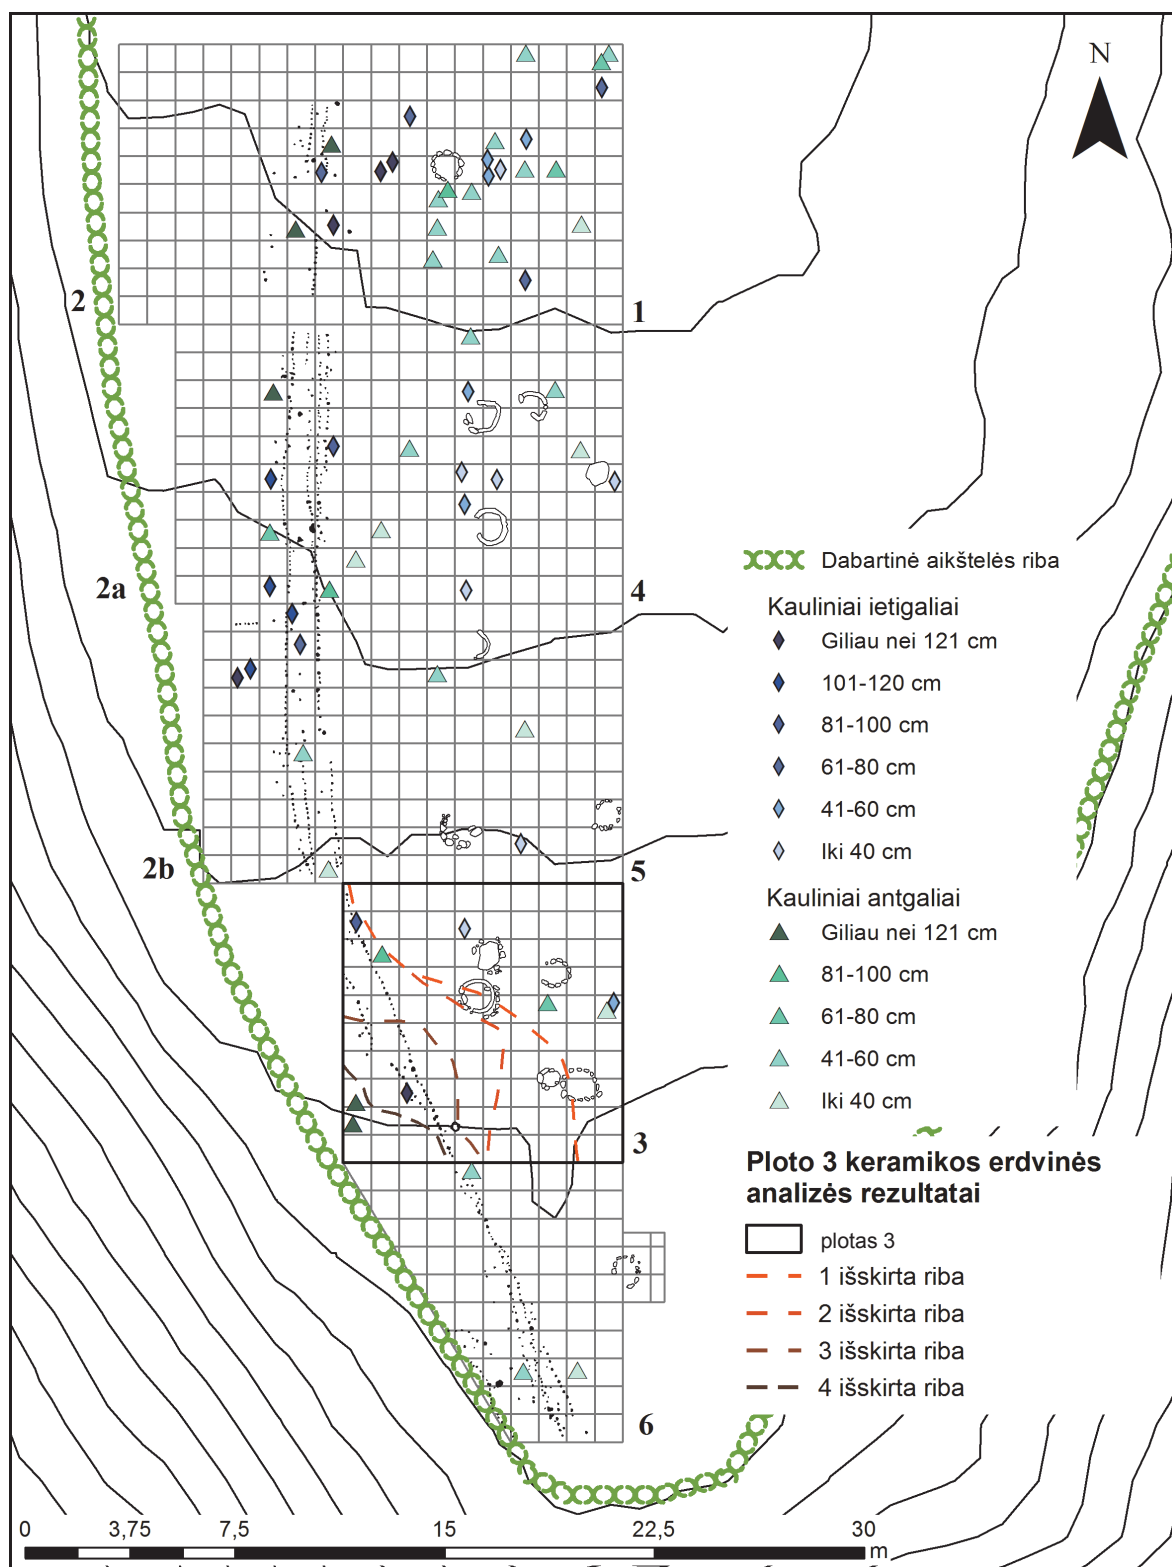 N
2
1
2a
4
2b
5
3
6
Dabartinė aikštelės riba
Kauliniai ietigaliai
Giliau nei 121 cm
101-120 cm
81-100 cm
61-80 cm
41-60 cm
Iki 40 cm
Kauliniai antgaliai
Giliau nei 121 cm
81-100 cm
61-80 cm
41-60 cm
Iki 40 cm
Ploto 3 keramikos erdvinės
analizės rezultatai
plotas 3
1 išskirta riba
2 išskirta riba
3 išskirta riba
4 išskirta riba
0 3,75 7,5 15 22,5 30
m